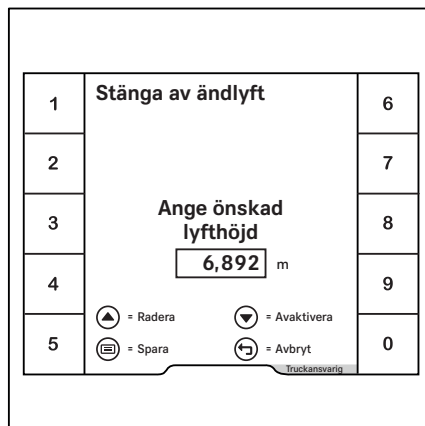 Stänga av ändlyft
1
2
3
4
5
6
7
8
9
0
Ange önskad
lyfthöjd
6,892 m
= Radera
= Avaktivera
= Spara
= Avbryt
Truckansvarig